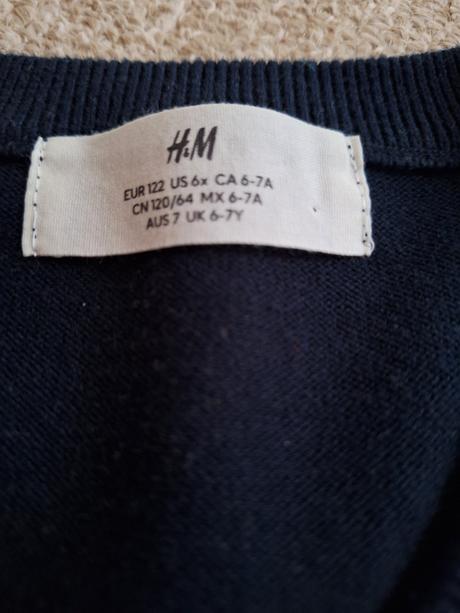 H&M
EUR 122 US 6x CA 6-7A
CN 120/64 MX 6-7A
AUS 7 UK 6-7Y